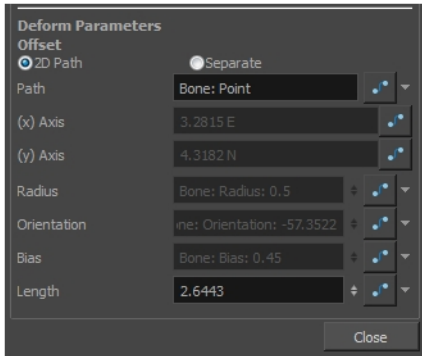 Deform Parameters
Offset
2D Path Separate
Path Bone: Point
(x) Axis 3.2815 E
(y) Axis 4.3182 N
Radius Bone: Radius: 0.5
Orientation ne: Orientation: -57.3522
Bias Bone: Bias: 0.45
Length 2.6443
Close